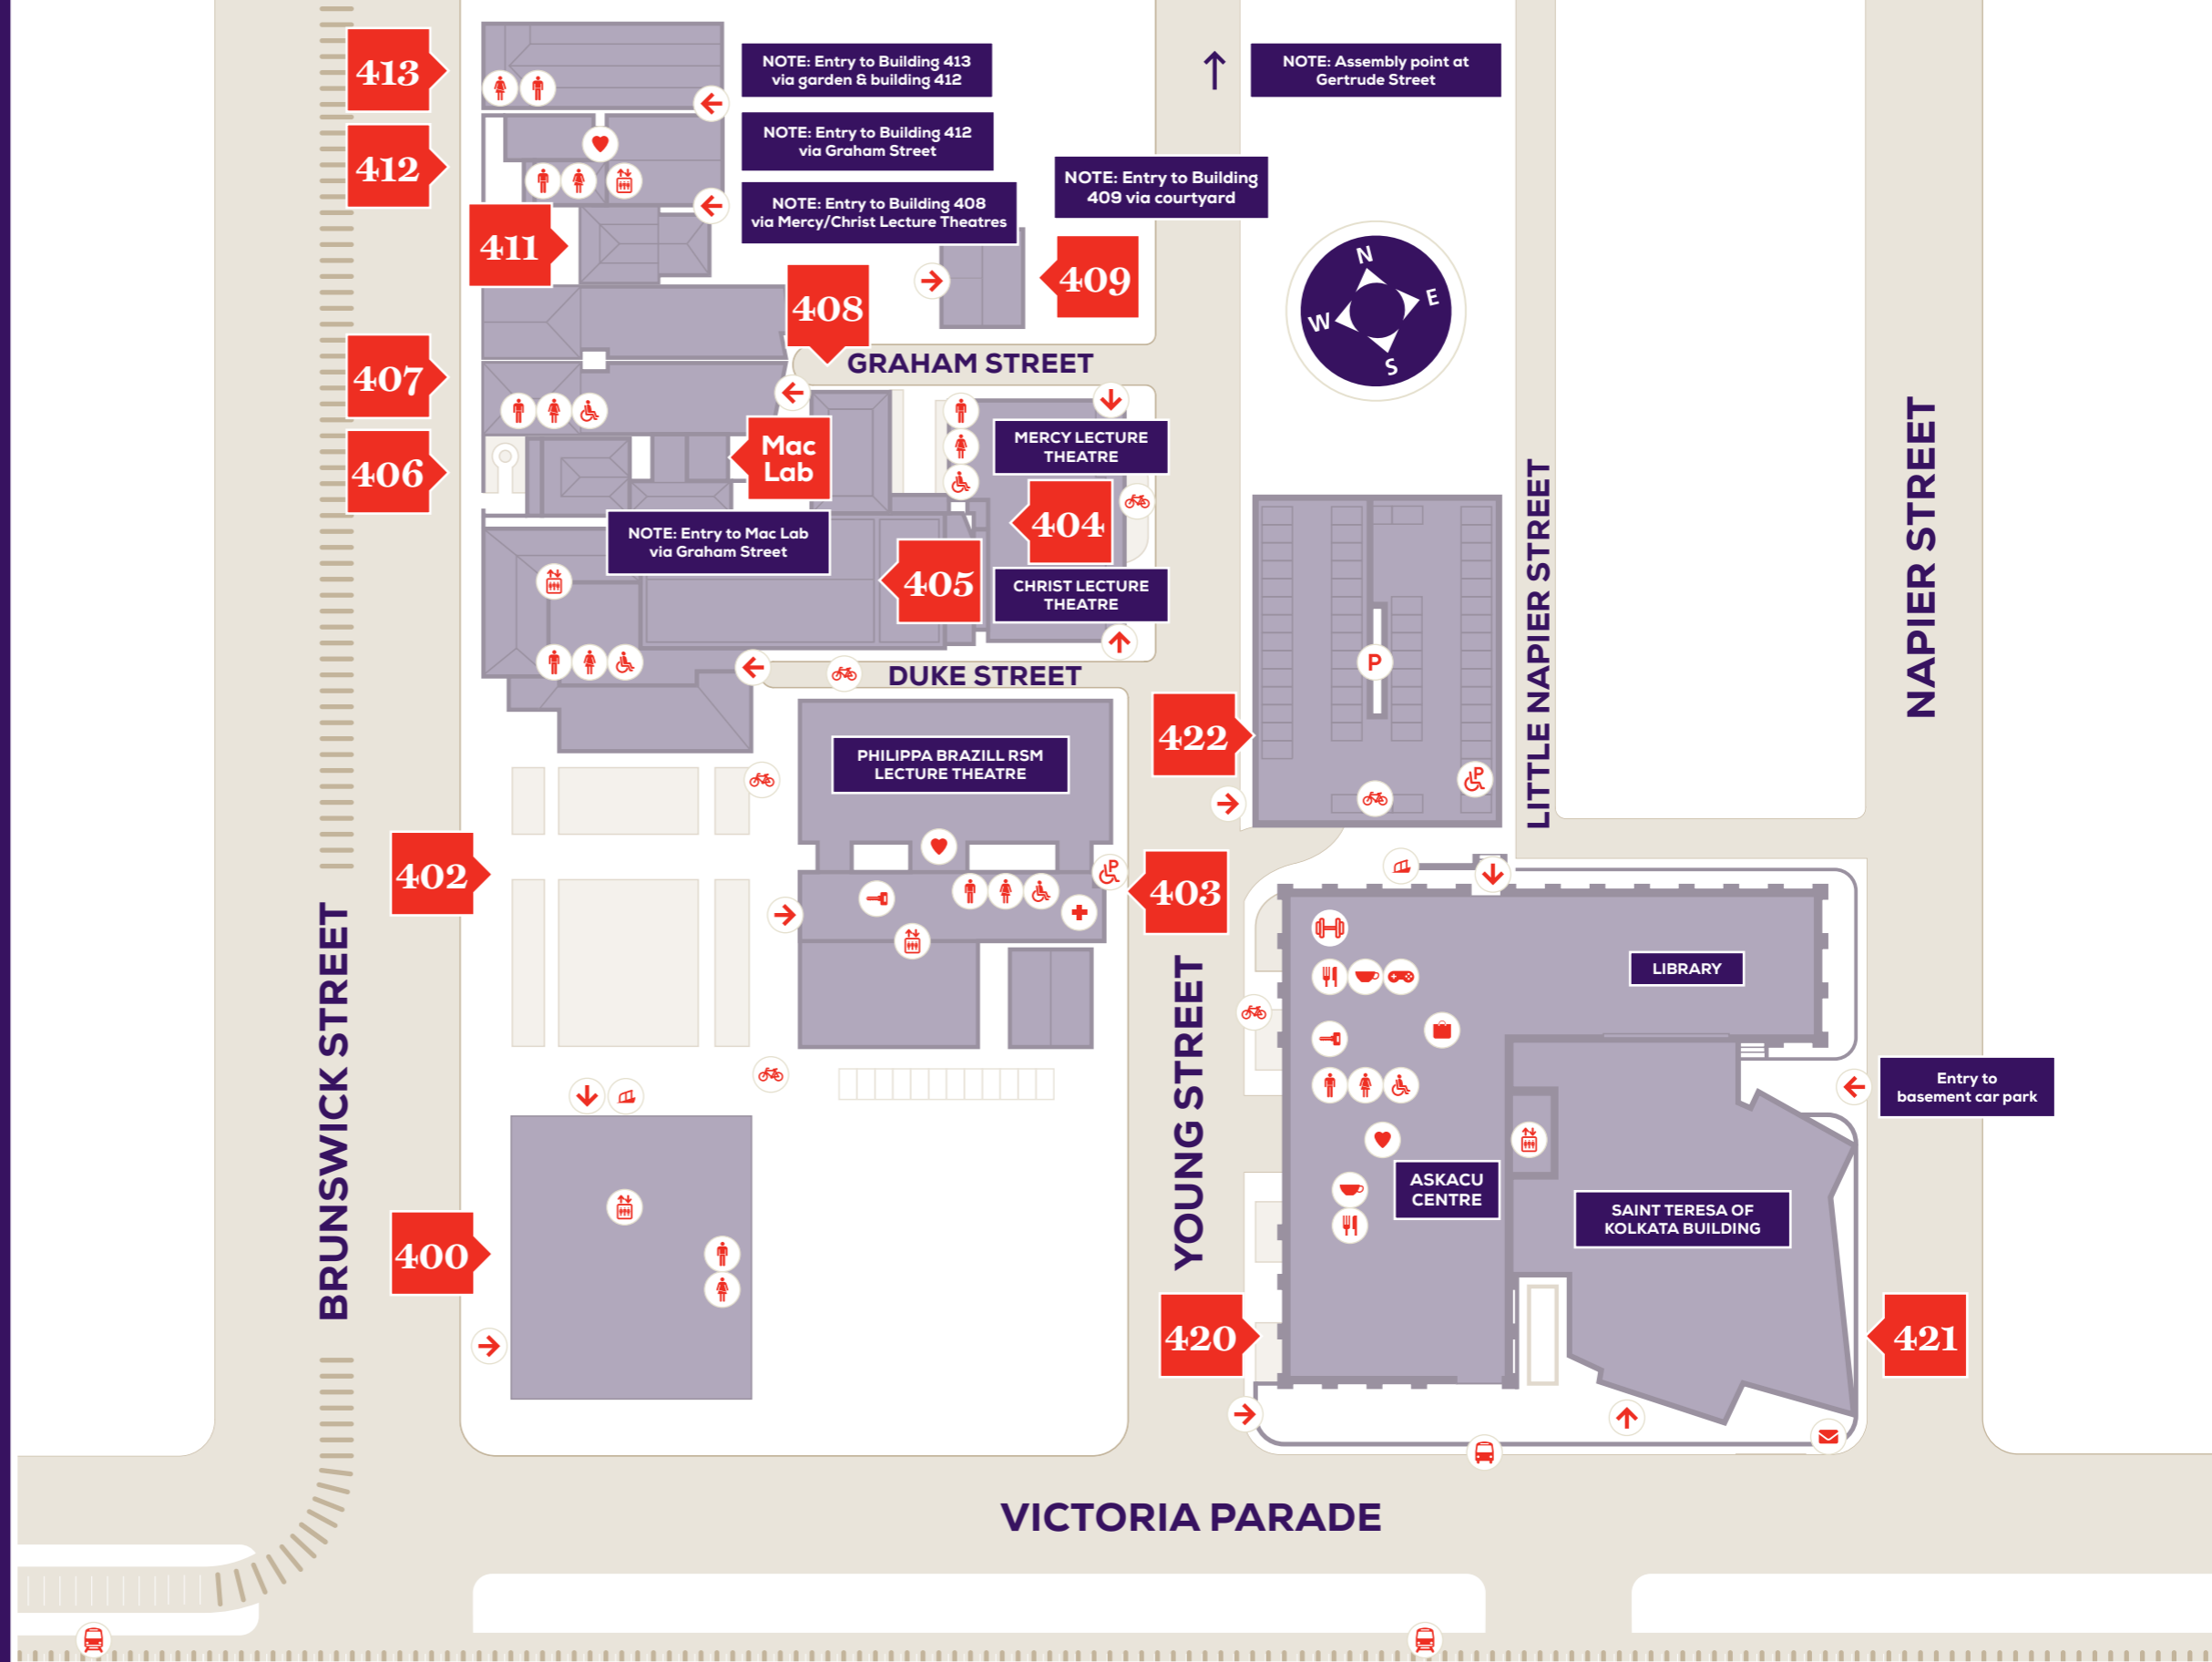 413
NOTE: Entry to Building 413
via garden & building 412
NOTE: Assembly point at
Gertrude Street
412
NOTE: Entry to Building 412
via Graham Street
NOTE: Entry to Building 408
via Mercy/Christ Lecture Theatres
NOTE: Entry to Building
409 via courtyard
411
408
409
N
E
W
S
GRAHAM STREET
407
406
Mac
Lab
MERCY LECTURE
THEATRE
404
NOTE: Entry to Mac Lab
via Graham Street
405
CHRIST LECTURE
THEATRE
DUKE STREET
P
LITTLE NAPIER STREET
NAPIER STREET
422
PHILIPPA BRAZILL RSM
LECTURE THEATRE
P
402
P
403
BRUNSWICK STREET
YOUNG STREET
LIBRARY
Entry to
basement car park
ASKACU
CENTRE
SAINT TERESA OF
KOLKATA BUILDING
400
420
421
VICTORIA PARADE